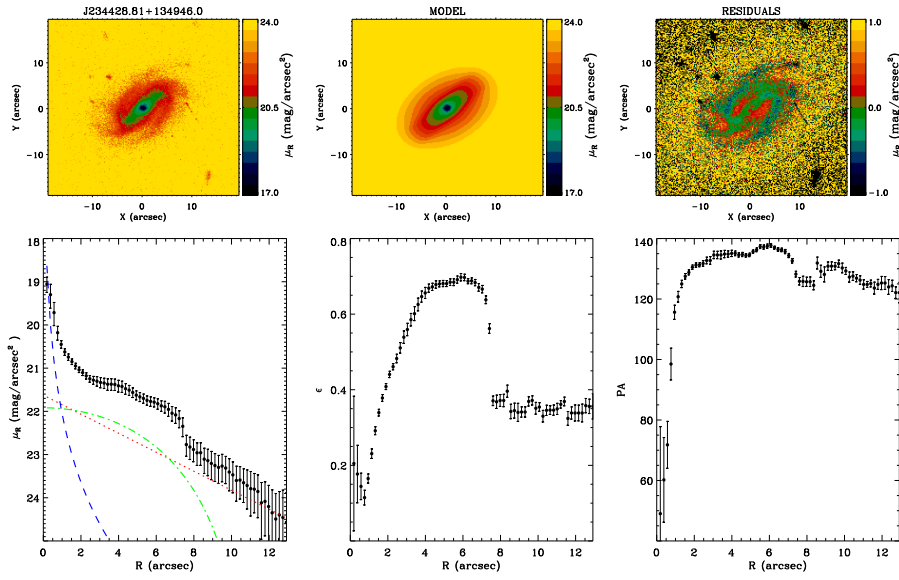 J234428.81+134946.0
MODEL
RESIDUALS
24.0
20.5
17.0
μR (mag/arcsec²)
24.0
20.5
17.0
μR (mag/arcsec²)
1.0
0.0
-1.0
μR (mag/arcsec²)
Y (arcsec)
10
0
-10
-10 0 10
X (arcsec)
Y (arcsec)
10
0
-10
-10 0 10
X (arcsec)
Y (arcsec)
10
0
-10
-10 0 10
X (arcsec)
μR (mag/arcsec²)
18
19
20
21
22
23
24
0 2 4 6 8 10 12
R (arcsec)
ε
0.8
0.6
0.4
0.2
0 2 4 6 8 10 12
R (arcsec)
PA
140
120
100
80
60
0 2 4 6 8 10 12
R (arcsec)